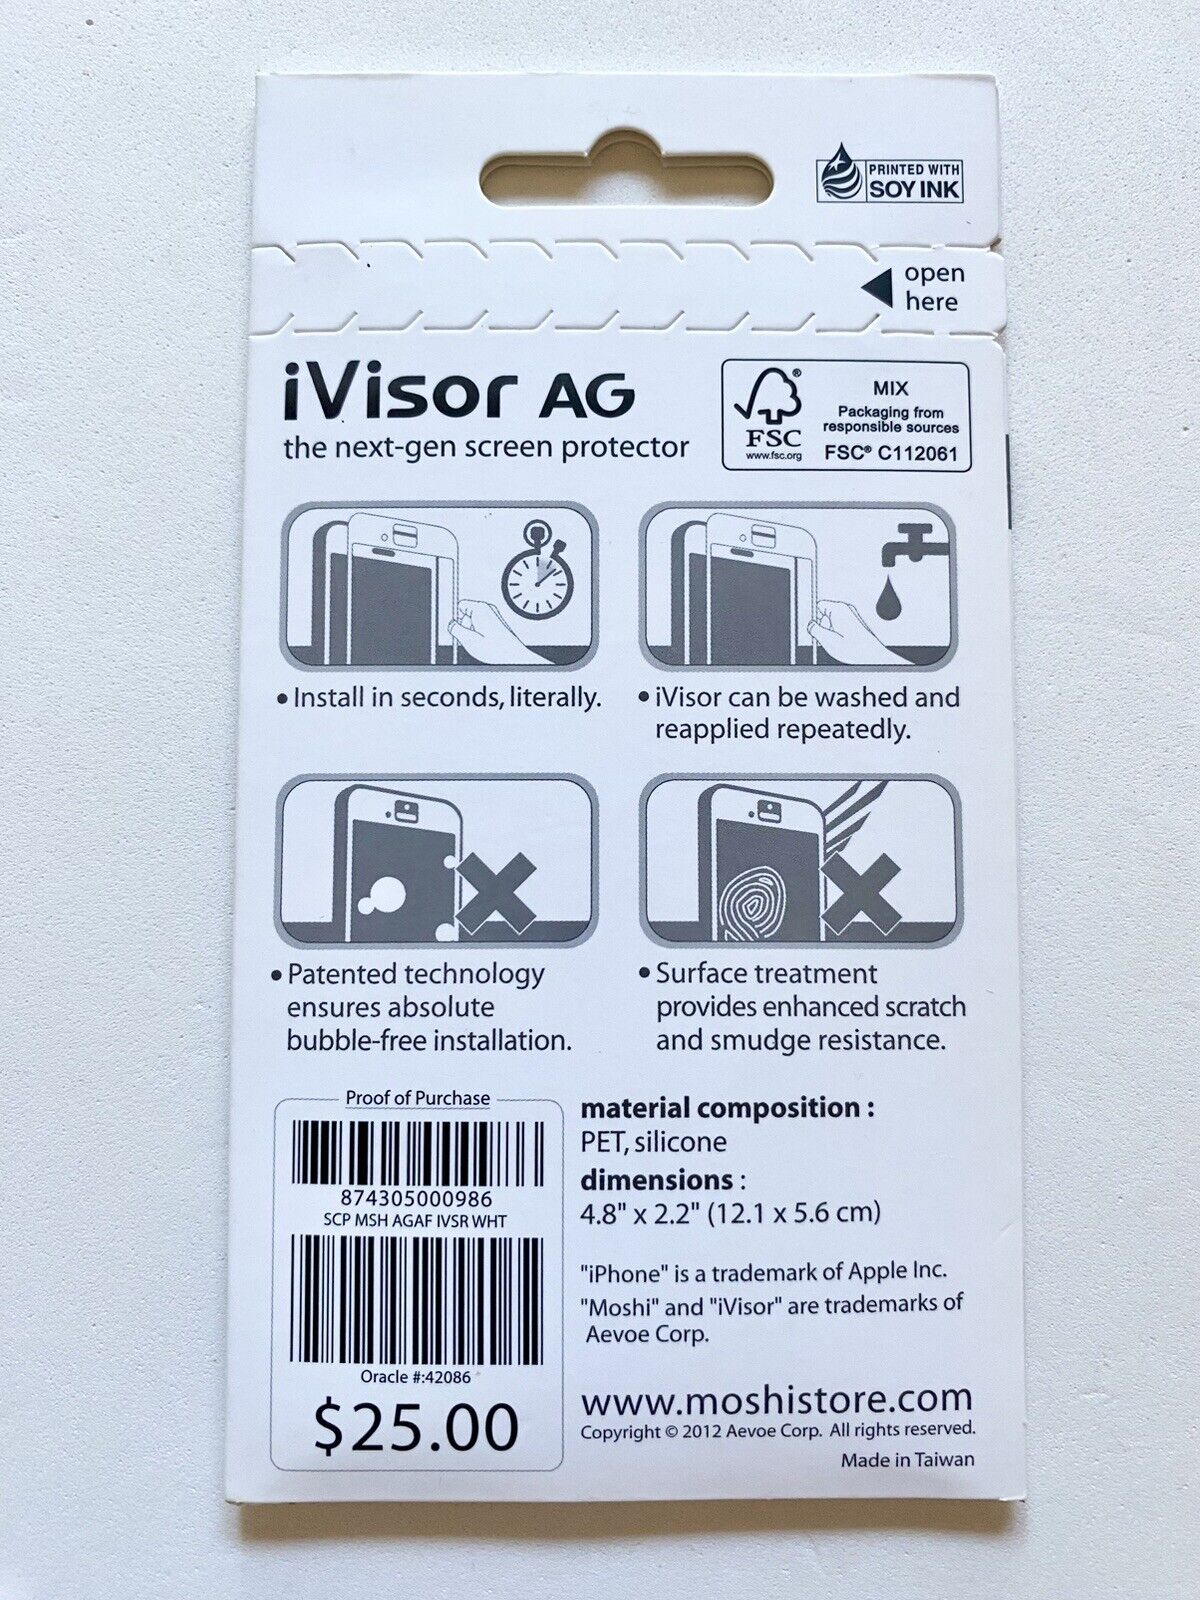 PRINTED WITH
SOY INK
open
here
iVisor AG
the next-gen screen protector
FSC
www.fsc.org
MIX
Packaging from
responsible sources
FSC® C112061
• Install in seconds, literally.
• iVisor can be washed and
reapplied repeatedly.
• Patented technology
ensures absolute
bubble-free installation.
• Surface treatment
provides enhanced scratch
and smudge resistance.
Proof of Purchase
874305000986
SCP MSH AGAF IVSR WHT
Oracle #:42086
$25.00
material composition :
PET, silicone
dimensions :
4.8" x 2.2" (12.1 x 5.6 cm)
"iPhone" is a trademark of Apple Inc.
"Moshi" and "iVisor" are trademarks of
Aevoe Corp.
www.moshistore.com
Copyright © 2012 Aevoe Corp. All rights reserved.
Made in Taiwan